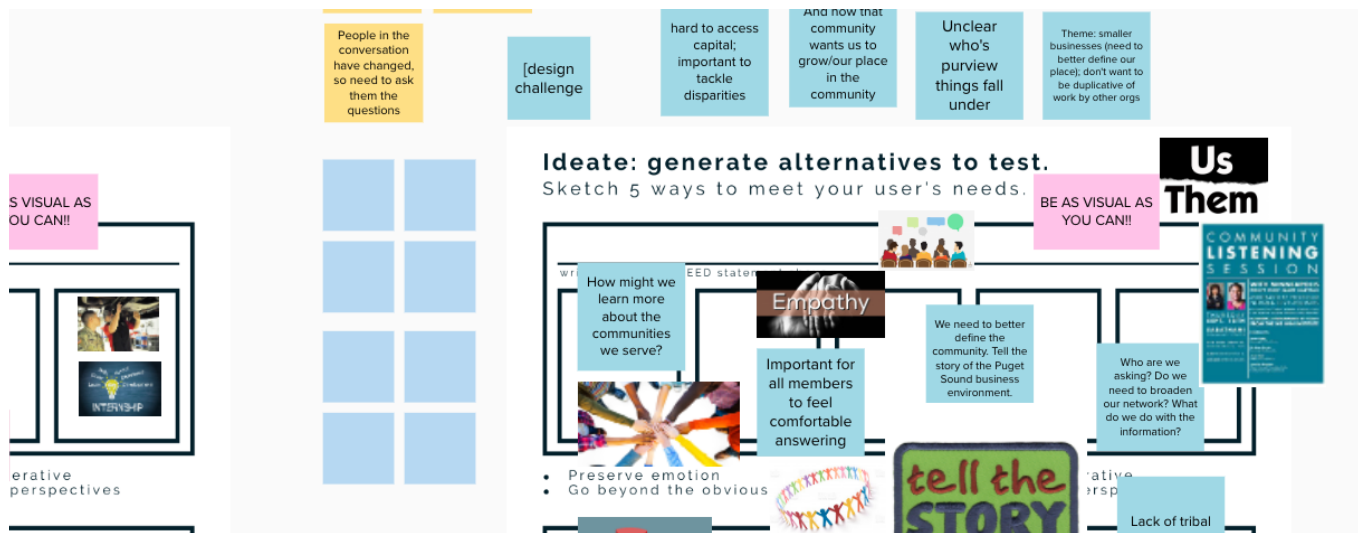 People in the
conversation
have changed,
so need to ask
them the
questions
[design
challenge
hard to access
capital;
important to
tackle
disparities
And how that
community
wants us to
grow/our place
in the
community
Unclear
who's
purview
things fall
under
Theme: smaller
businesses (need to
better define our
place); don't want to
be duplicative of
work by other orgs
S VISUAL AS
OU CAN!!
INTERNSHIP
erative
perspectives
Ideate: generate alternatives to test.
Sketch 5 ways to meet your user's needs.
BE AS VISUAL AS
YOU CAN!!
Us
Them
COMMUNITY
LISTENING
SESSION
EED
How might we
learn more
about the
communities
we serve?
Empathy
Important for
all members
to feel
comfortable
answering
We need to better
define the
community. Tell the
story of the Puget
Sound business
environment.
Who are we
asking? Do we
need to broaden
our network? What
do we do with the
information?
• Preserve emotion
• Go beyond the obvious
rative
ersp
tell the
STORY
Lack of tribal